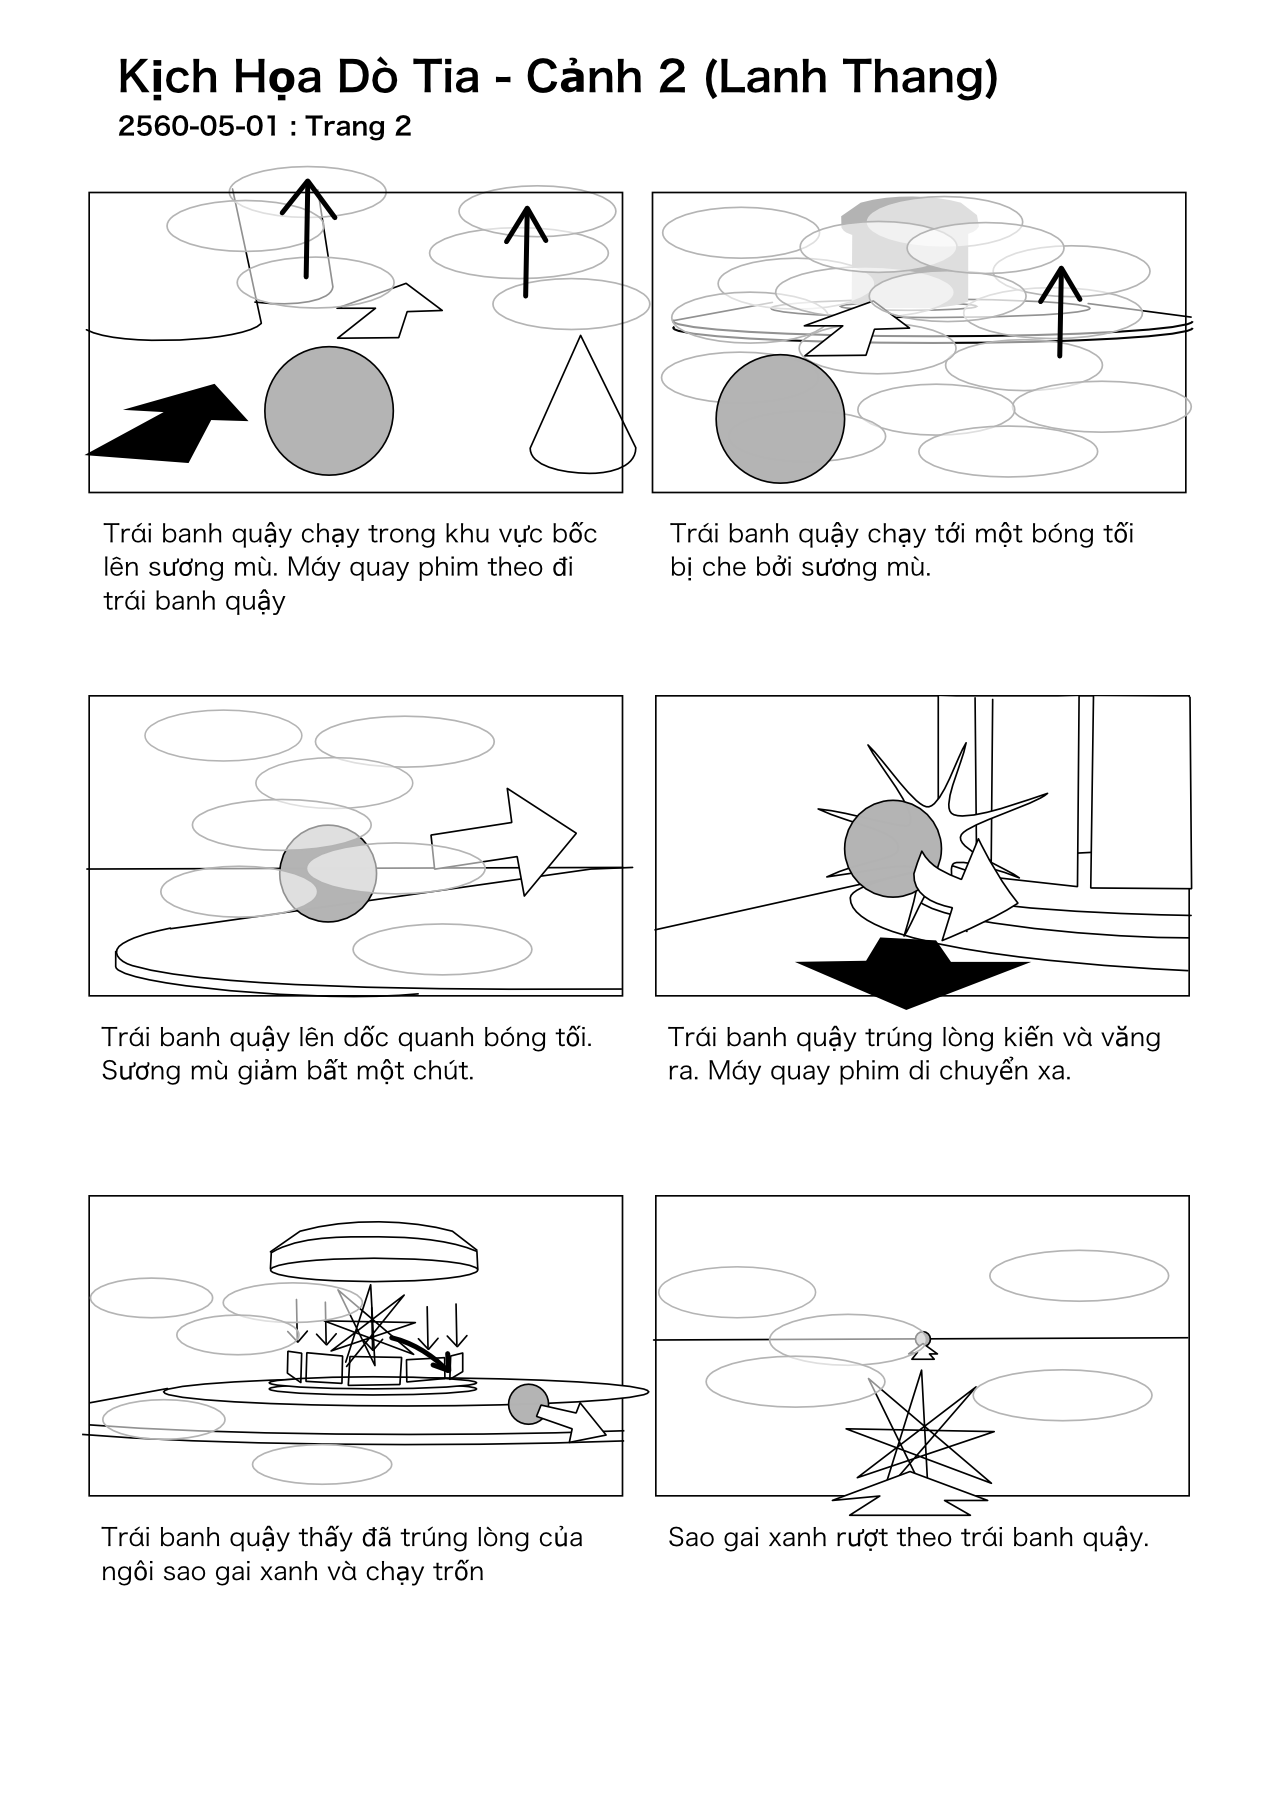 Kịch Họa Dò Tia - Cảnh 2 (Lanh Thang)
2560-05-01 : Trang 2
Trái banh quậy chạy trong khu vực bốc
lên sương mù. Máy quay phim theo đi
trái banh quậy
Trái banh quậy chạy tới một bóng tối
bị che bởi sương mù.
Trái banh quậy lên dốc quanh bóng tối.
Sương mù giảm bất một chút.
Trái banh quậy trúng lòng kiến và văng
ra. Máy quay phim di chuyển xa.
Trái banh quậy thấy đã trúng lòng của
ngôi sao gai xanh và chạy trốn
Sao gai xanh rượt theo trái banh quậy.